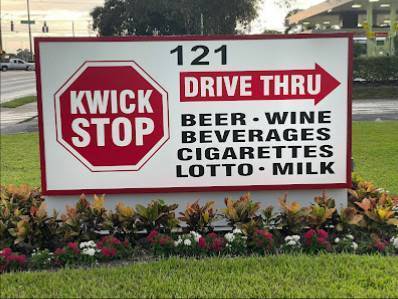 121
KWICK
STOP
DRIVE THRU
BEER · WINE
BEVERAGES
CIGARETTES
LOTTO · MILK